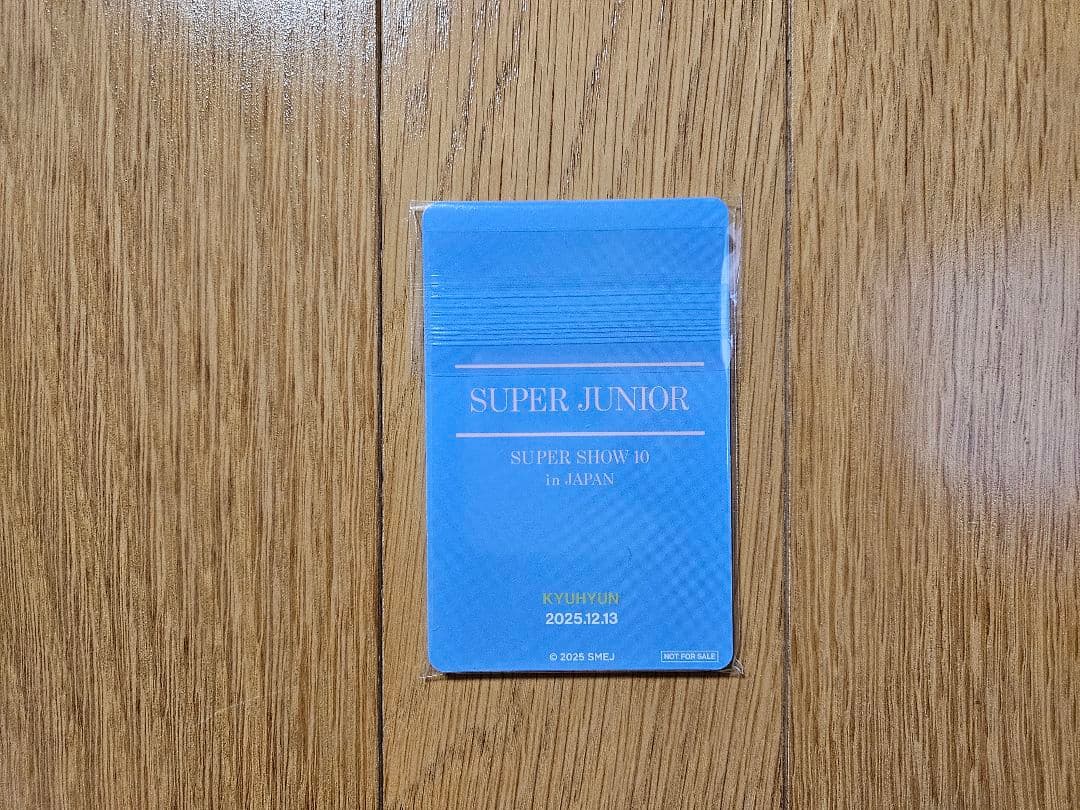 SUPER JUNIOR
SUPER SHOW 10
in JAPAN
KYUHYUN
2025.12.13
© 2025 SMEJ
NOT FOR SALE